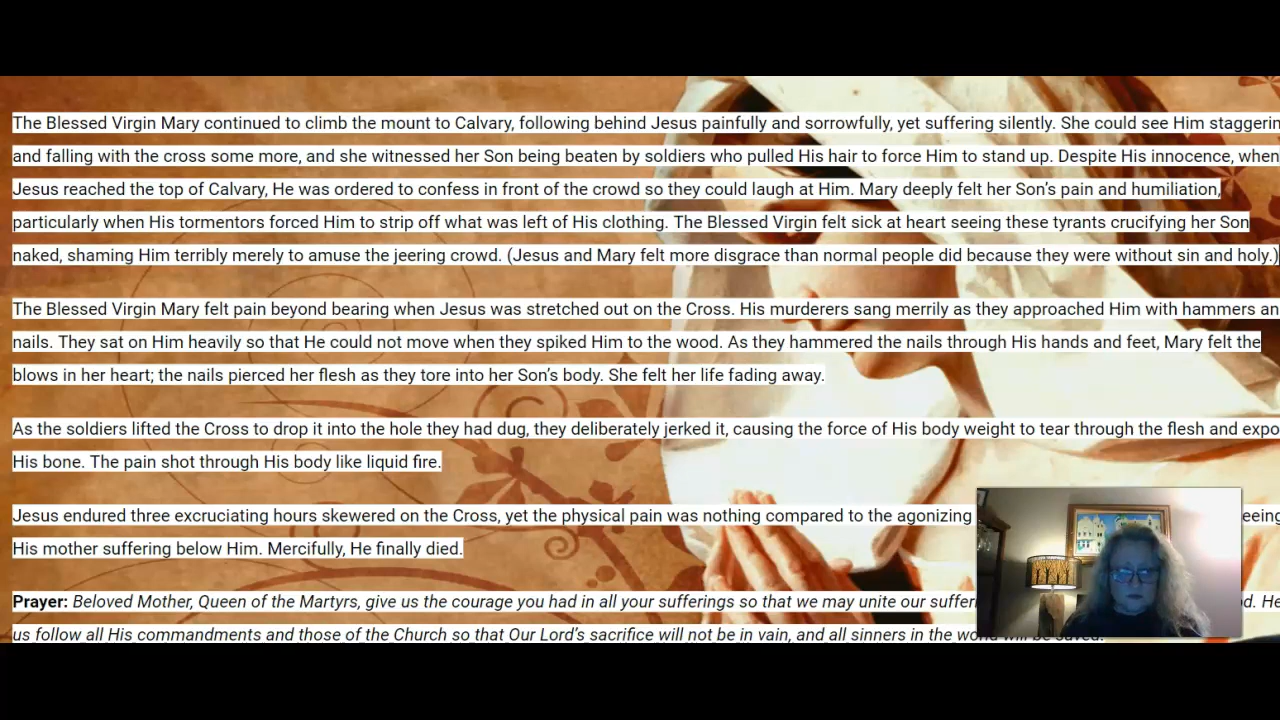 The Blessed Virgin Mary continued to climb the mount to Calvary, following behind Jesus painfully and sorrowfully, yet suffering silently. She could see Him staggerin
and falling with the cross some more, and she witnessed her Son being beaten by soldiers who pulled His hair to force Him to stand up. Despite His innocence, when
Jesus reached the top of Calvary, He was ordered to confess in front of the crowd so they could laugh at Him. Mary deeply felt her Son’s pain and humiliation,
particularly when His tormentors forced Him to strip off what was left of His clothing. The Blessed Virgin felt sick at heart seeing these tyrants crucifying her Son
naked, shaming Him terribly merely to amuse the jeering crowd. (Jesus and Mary felt more disgrace than normal people did because they were without sin and holy.)
The Blessed Virgin Mary felt pain beyond bearing when Jesus was stretched out on the Cross. His murderers sang merrily as they approached Him with hammers an
nails. They sat on Him heavily so that He could not move when they spiked Him to the wood. As they hammered the nails through His hands and feet, Mary felt the
blows in her heart; the nails pierced her flesh as they tore into her Son’s body. She felt her life fading away.
As the soldiers lifted the Cross to drop it into the hole they had dug, they deliberately jerked it, causing the force of His body weight to tear through the flesh and expo
His bone. The pain shot through His body like liquid fire.
Jesus endured three excruciating hours skewered on the Cross, yet the physical pain was nothing compared to the agonizing eeing
His mother suffering below Him. Mercifully, He finally died.
Prayer: Beloved Mother, Queen of the Martyrs, give us the courage you had in all your sufferings so that we may unite our suffer d. He
us follow all His commandments and those of the Church so that Our Lord’s sacrifice will not be in vain, and all sinners in the world will be saved.